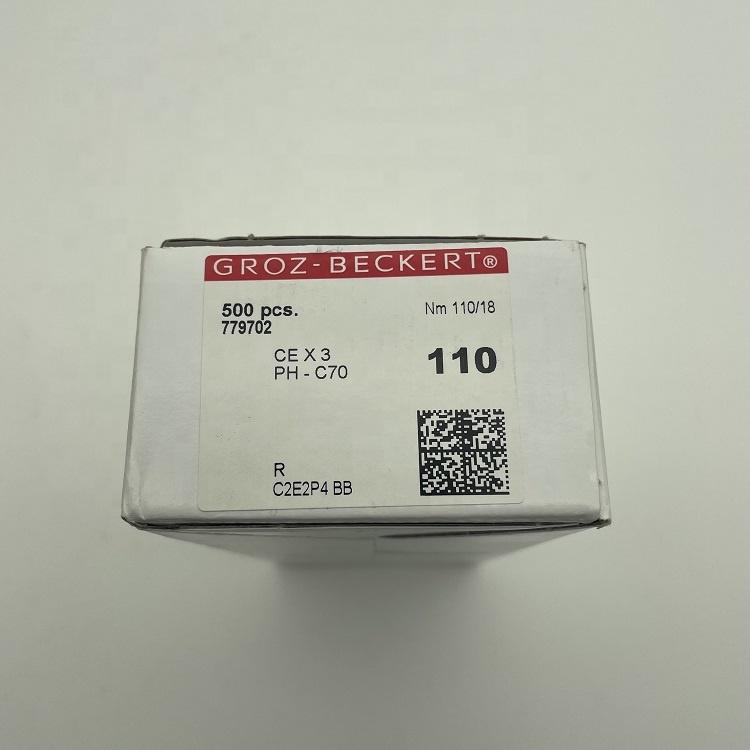 GROZ-BECKERT®
500 pcs.
Nm 110/18
779702
CE X 3
110
PH - C70
R
C2E2P4 BB